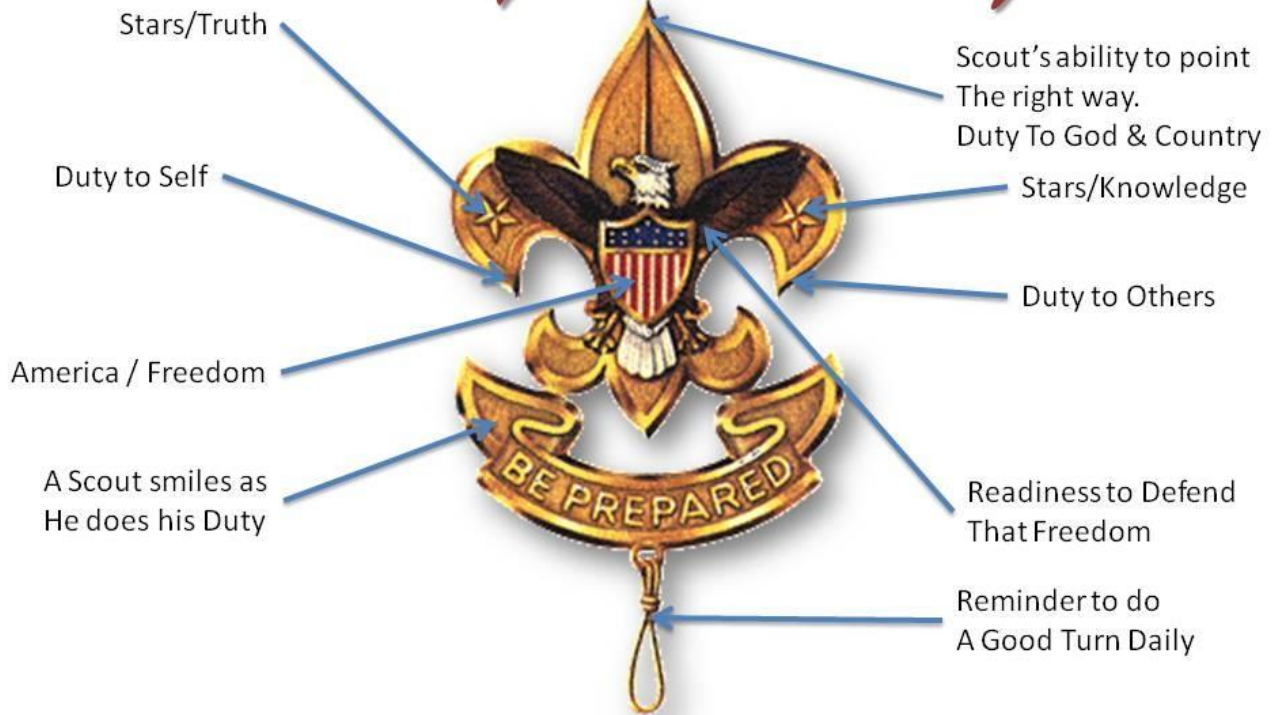 Stars/Truth
Scout's ability to point
The right way.
Duty To God & Country
Duty to Self
Stars/Knowledge
Duty to Others
America / Freedom
A Scout smiles as
He does his Duty
BE PREPARED
Readiness to Defend
That Freedom
Reminder to do
A Good Turn Daily